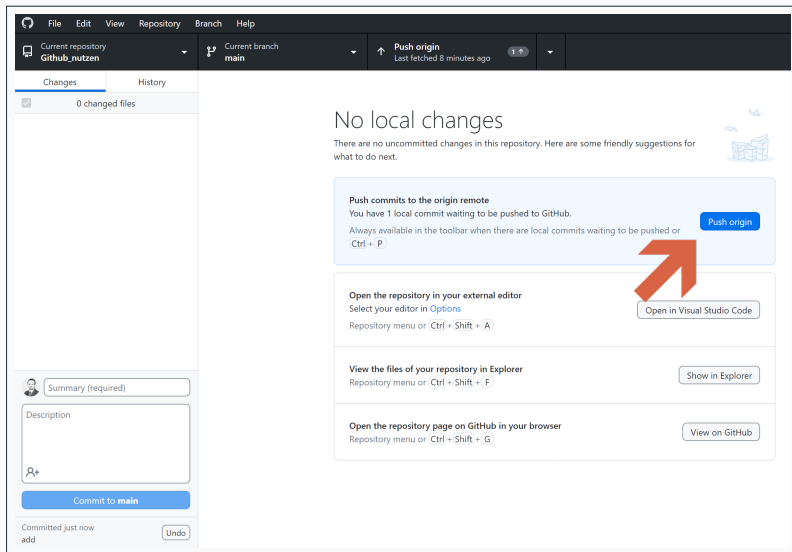 File Edit View Repository Branch Help
Current repository
Github_nutzen
Current branch
main
Push origin
Last fetched 8 minutes ago
1
Changes History
0 changed files
No local changes
There are no uncommitted changes in this repository. Here are some friendly suggestions for
what to do next.
Push commits to the origin remote
You have 1 local commit waiting to be pushed to GitHub.
Always available in the toolbar when there are local commits waiting to be pushed or
Ctrl + P
Push origin
Open the repository in your external editor
Select your editor in Options
Repository menu or Ctrl + Shift + A
Open in Visual Studio Code
View the files of your repository in Explorer
Repository menu or Ctrl + Shift + F
Show in Explorer
Open the repository page on GitHub in your browser
Repository menu or Ctrl + Shift + G
View on GitHub
Summary (required)
Description
Commit to main
Committed just now
add
Undo